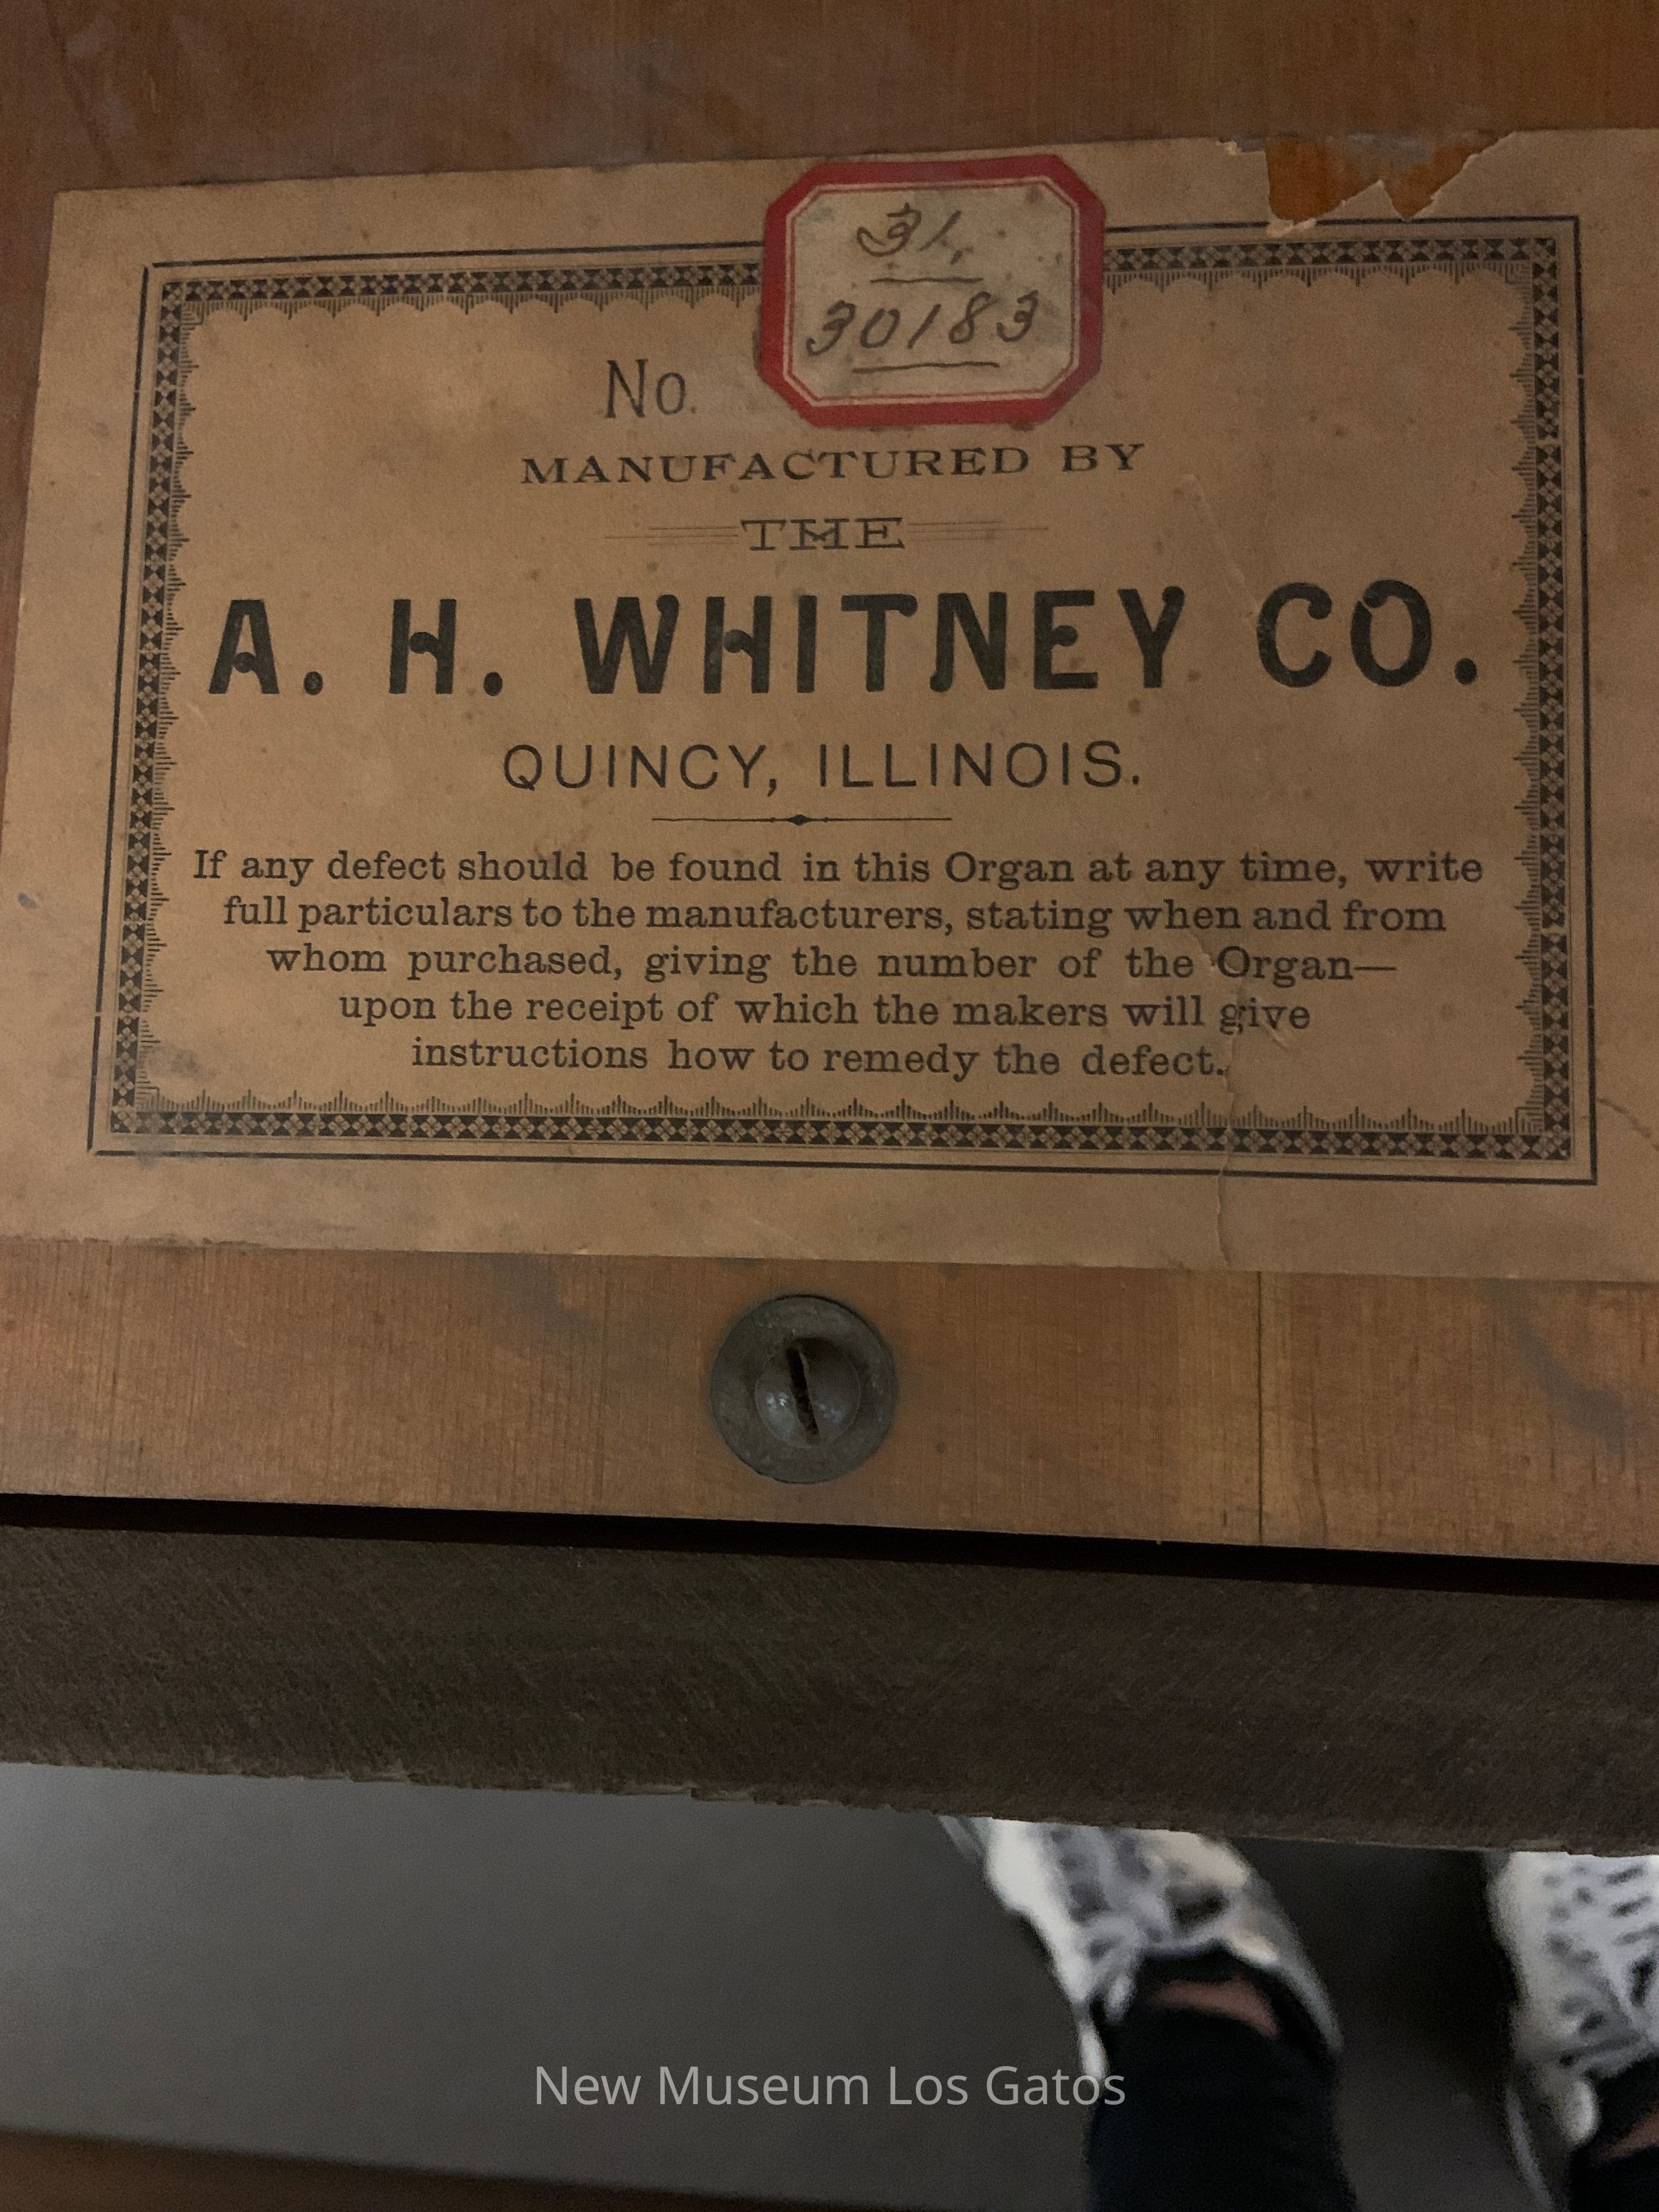 31.
30183
No.
MANUFACTURED BY
THE
A. H. WHITNEY CO.
QUINCY, ILLINOIS.
If any defect should be found in this Organ at any time, write
full particulars to the manufacturers, stating when and from
whom purchased, giving the number of the Organ—
upon the receipt of which the makers will give
instructions how to remedy the defect.
New Museum Los Gatos